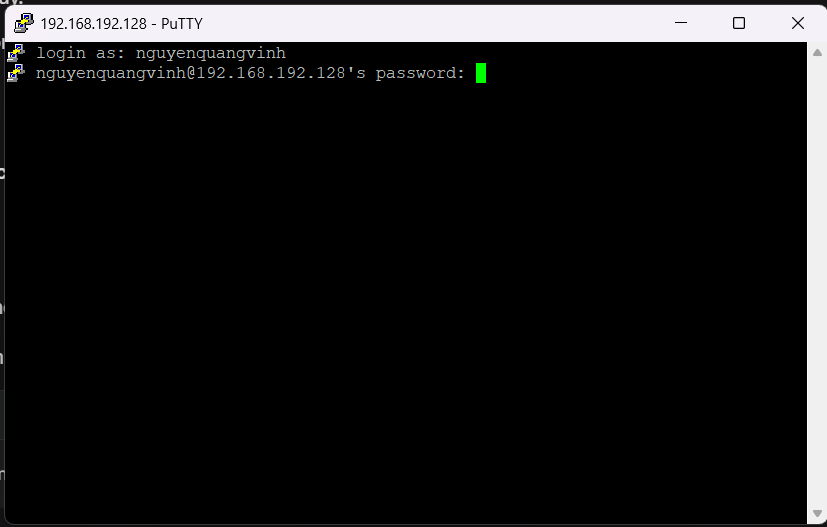 192.168.192.128 - PuTTY
login as: nguyenquangvinh
nguyenquangvinh@192.168.192.128's password: